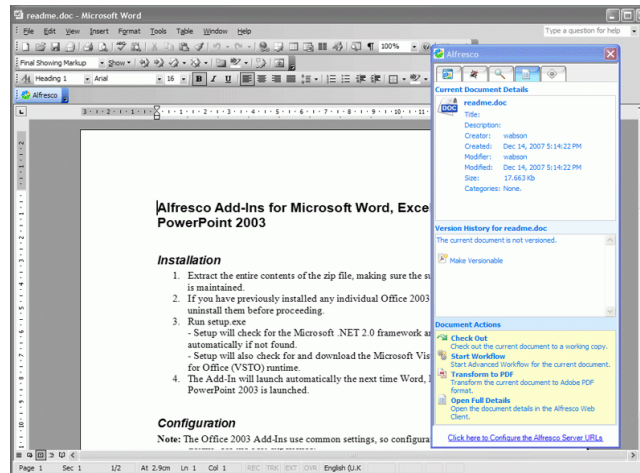 readme.doc - Microsoft Word
File Edit View Insert Format Tools Table Window Help
Type a question for help
100%
Final Showing Markup Show
Heading 1 Arial 16 B I U
Alfresco
Alfresco
Current Document Details
readme.doc
Title:
Description:
Creator: wabson
Created: Dec 14, 2007 5:14:22 PM
Modifier: wabson
Modified: Dec 14, 2007 5:14:22 PM
Size: 17.663 Kb
Categories: None.
Version History for readme.doc
The current document is not versioned.
Make Versionable
Document Actions
Check Out
Check out the current document to a working copy.
Start Workflow
Start Advanced Workflow for the current document.
Transform to PDF
Transform the current document to Adobe PDF
format.
Open Full Details
Open the document details in the Alfresco Web
Client.
Click here to Configure the Alfresco Server URLs
Alfresco Add-Ins for Microsoft Word, Exce
PowerPoint 2003
Installation
1. Extract the entire contents of the zip file, making sure the su
is maintained.
2. If you have previously installed any individual Office 2003
uninstall them before proceeding.
3. Run setup.exe
- Setup will check for the Microsoft .NET 2.0 framework an
automatically if not found.
- Setup will also check for and download the Microsoft Vis
for Office (VSTO) runtime.
4. The Add-In will launch automatically the next time Word,
PowerPoint 2003 is launched.
Configuration
Note: The Office 2003 Add-Ins use common settings, so configura
Page 1 Sec 1 1/2 At 2.9cm Ln 1 Col 1 REC TRK EXT OVR English (U.K